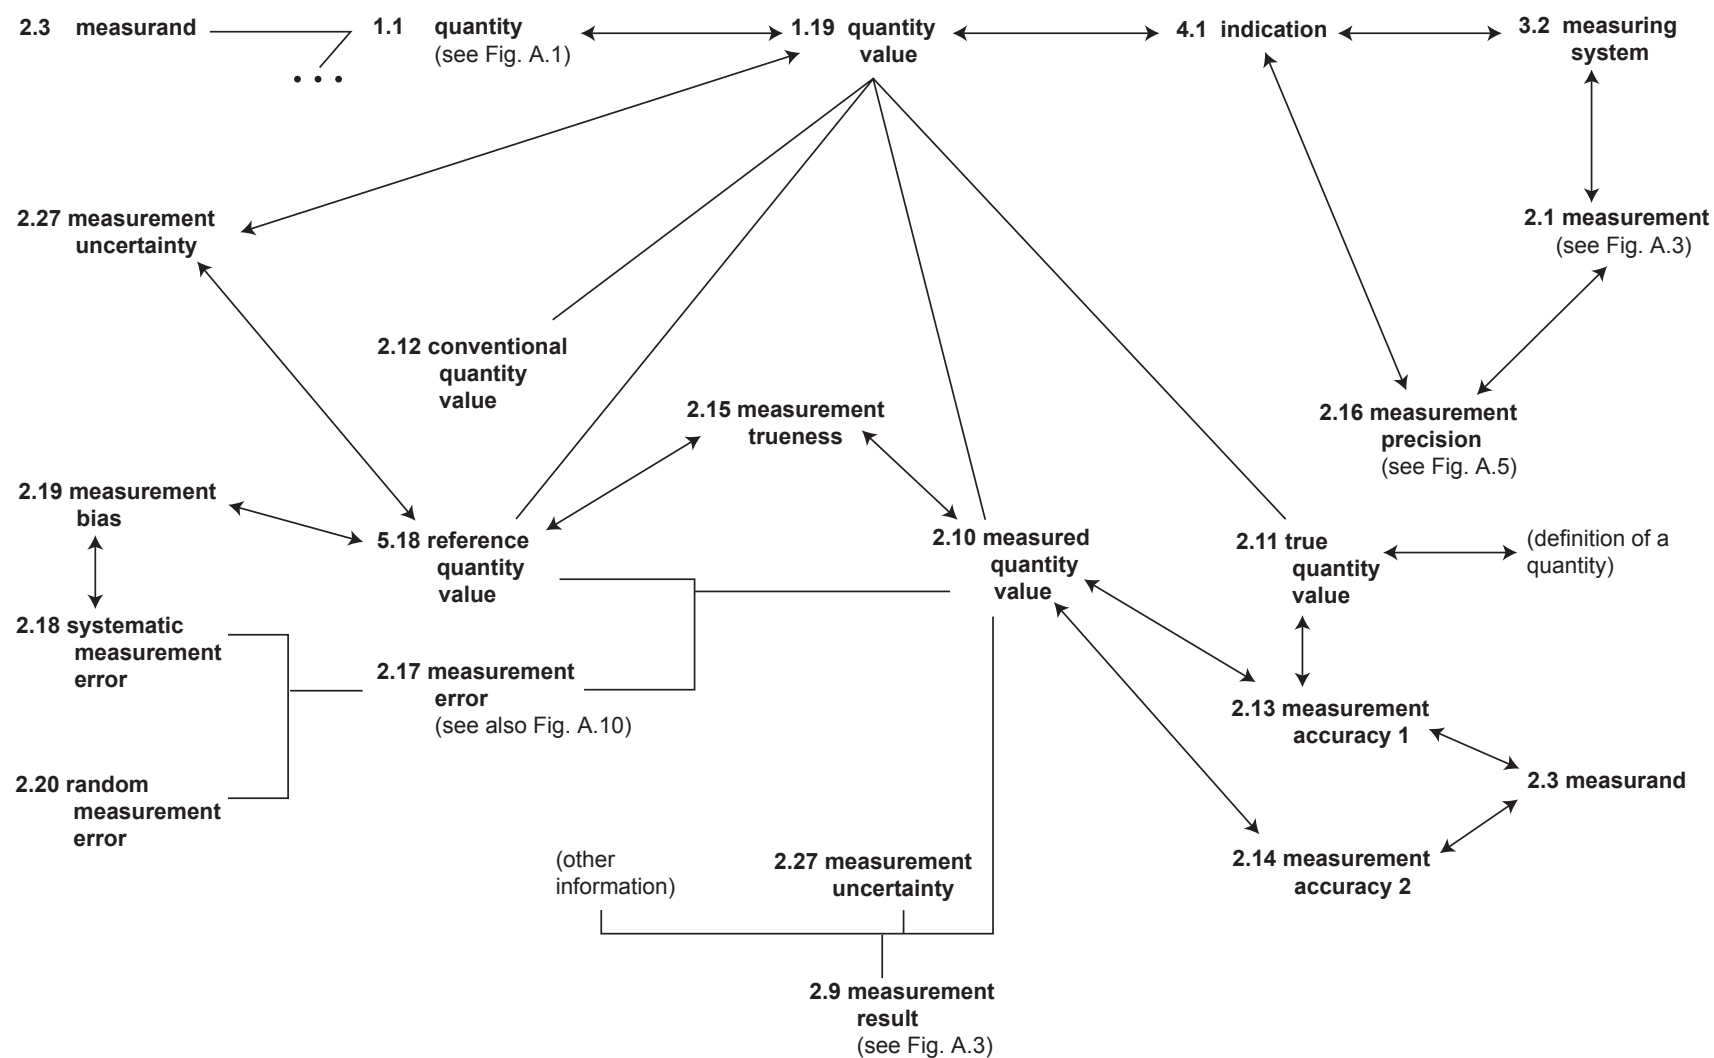 2.3 measurand
1.1 quantity
(see Fig. A.1)
1.19 quantity
value
4.1 indication
3.2 measuring
system
• • •
2.27 measurement
uncertainty
2.1 measurement
(see Fig. A.3)
2.12 conventional
quantity
value
2.15 measurement
trueness
2.16 measurement
precision
(see Fig. A.5)
2.19 measurement
bias
5.18 reference
quantity
value
2.10 measured
quantity
value
2.11 true
quantity
value
(definition of a
quantity)
2.18 systematic
measurement
error
2.17 measurement
error
(see also Fig. A.10)
2.13 measurement
accuracy 1
2.20 random
measurement
error
2.3 measurand
(other
information)
2.27 measurement
uncertainty
2.14 measurement
accuracy 2
2.9 measurement
result
(see Fig. A.3)